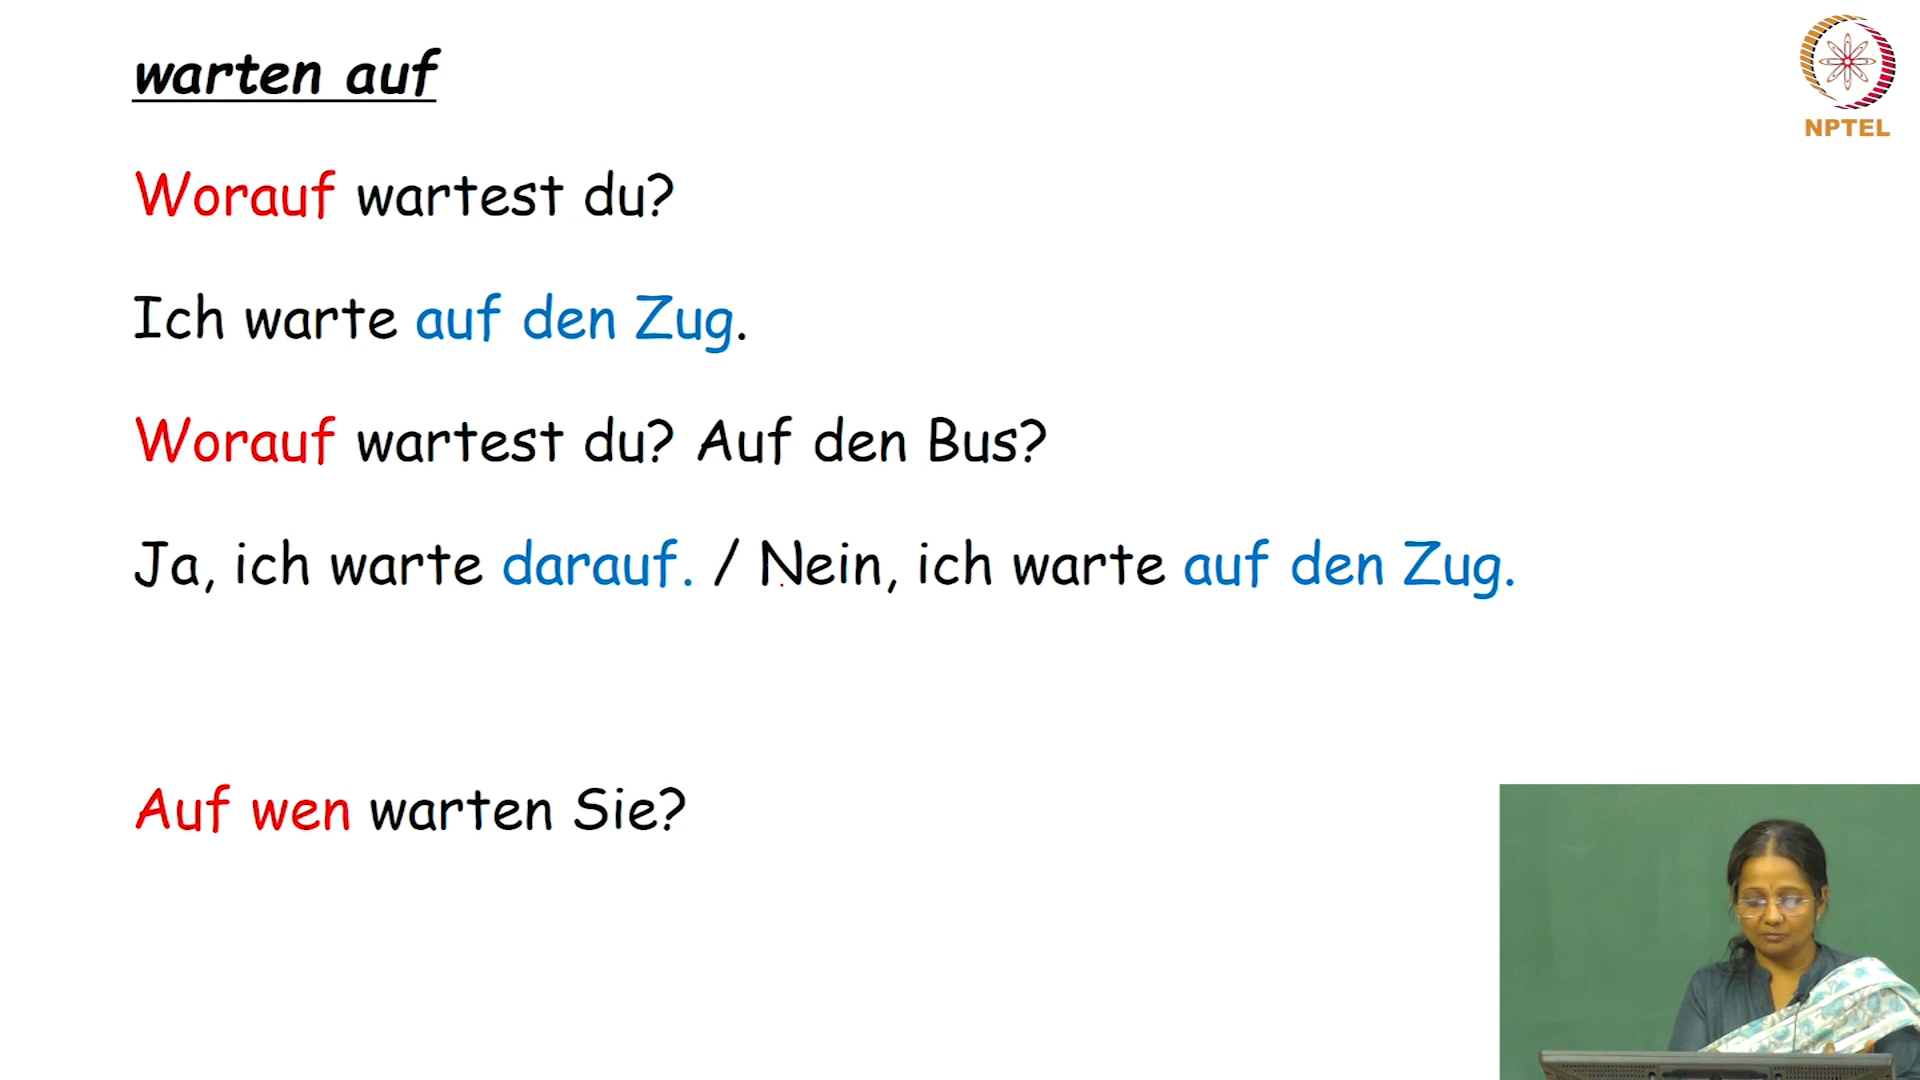 warten auf
NPTEL
Worauf wartest du?
Ich warte auf den Zug.
Worauf wartest du? Auf den Bus?
Ja, ich warte darauf. / Nein, ich warte auf den Zug.
Auf wen warten Sie?